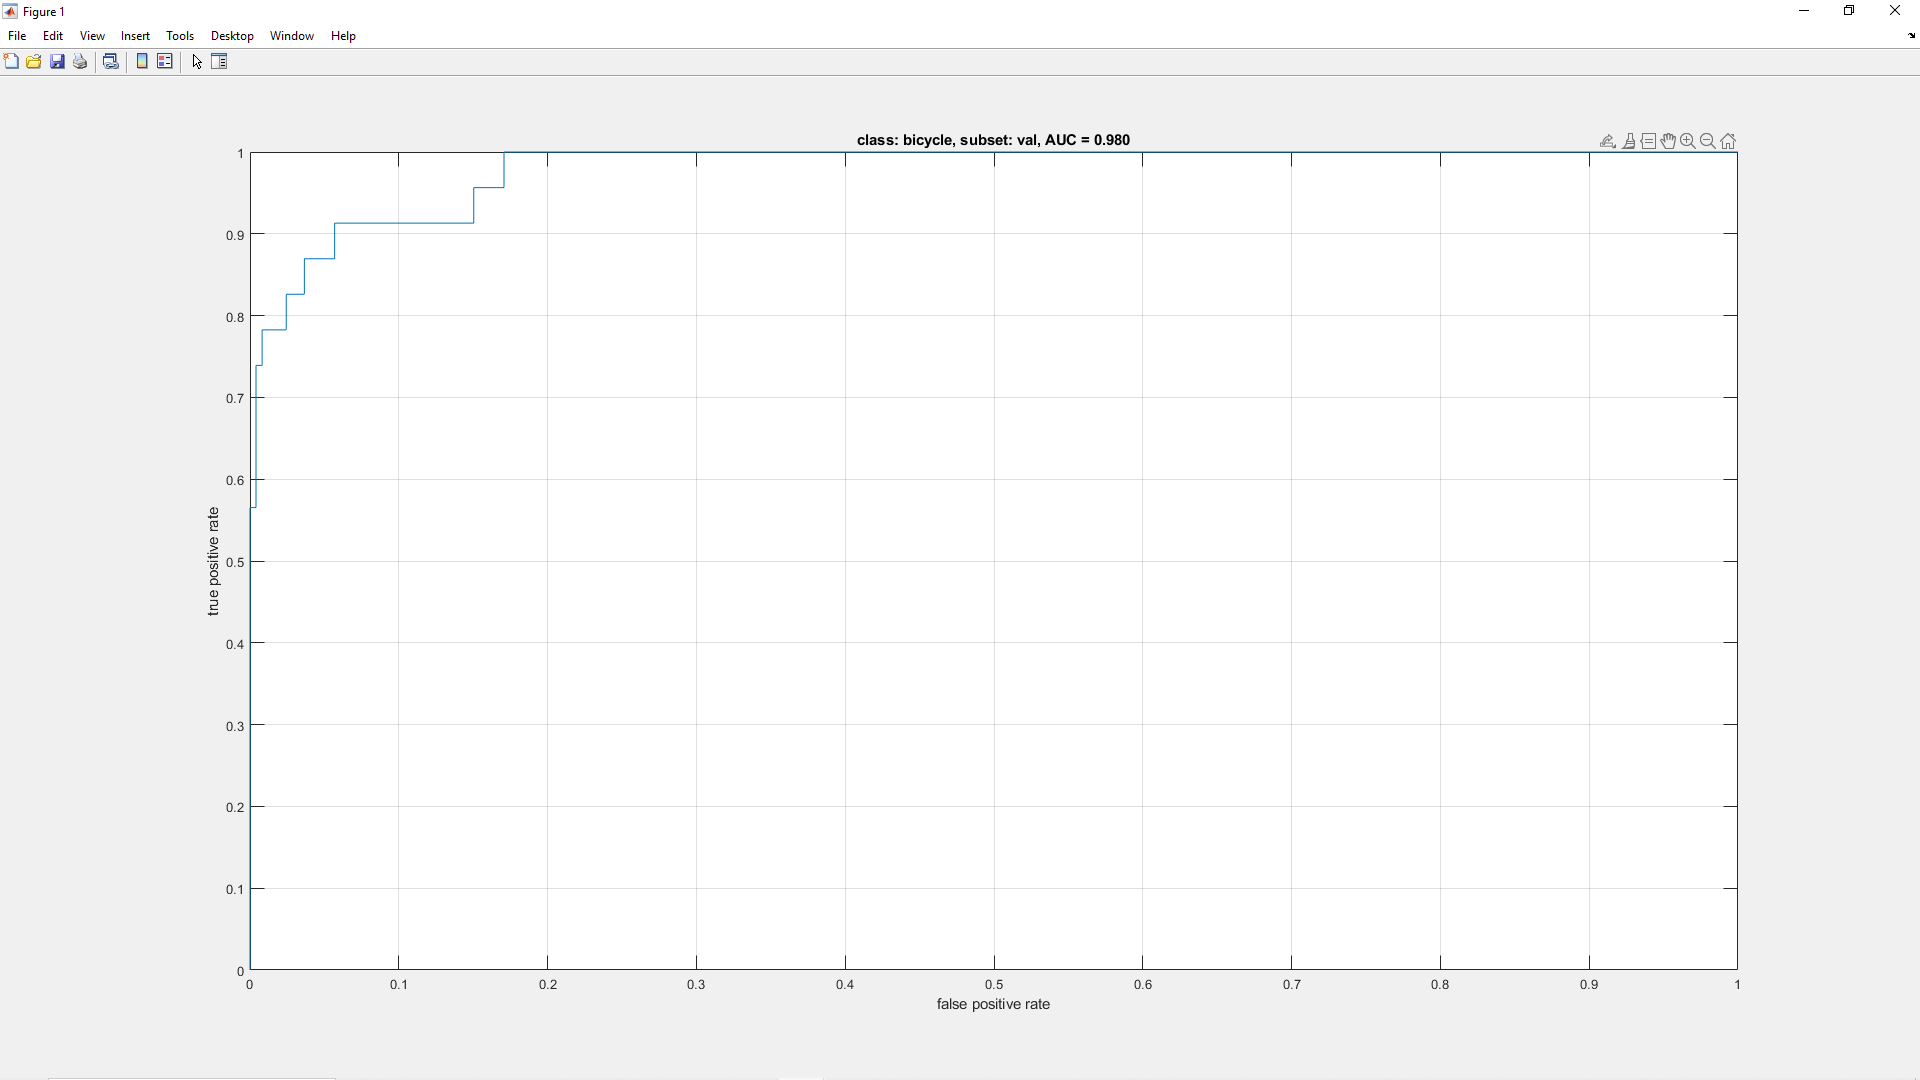 Figure 1
File Edit View Insert Tools Desktop Window Help
class: bicycle, subset: val, AUC = 0.980
1
0.9
0.8
0.7
0.6
0.5
0.4
0.3
0.2
0.1
0
true positive rate
0 0.1 0.2 0.3 0.4 0.5 0.6 0.7 0.8 0.9 1
false positive rate